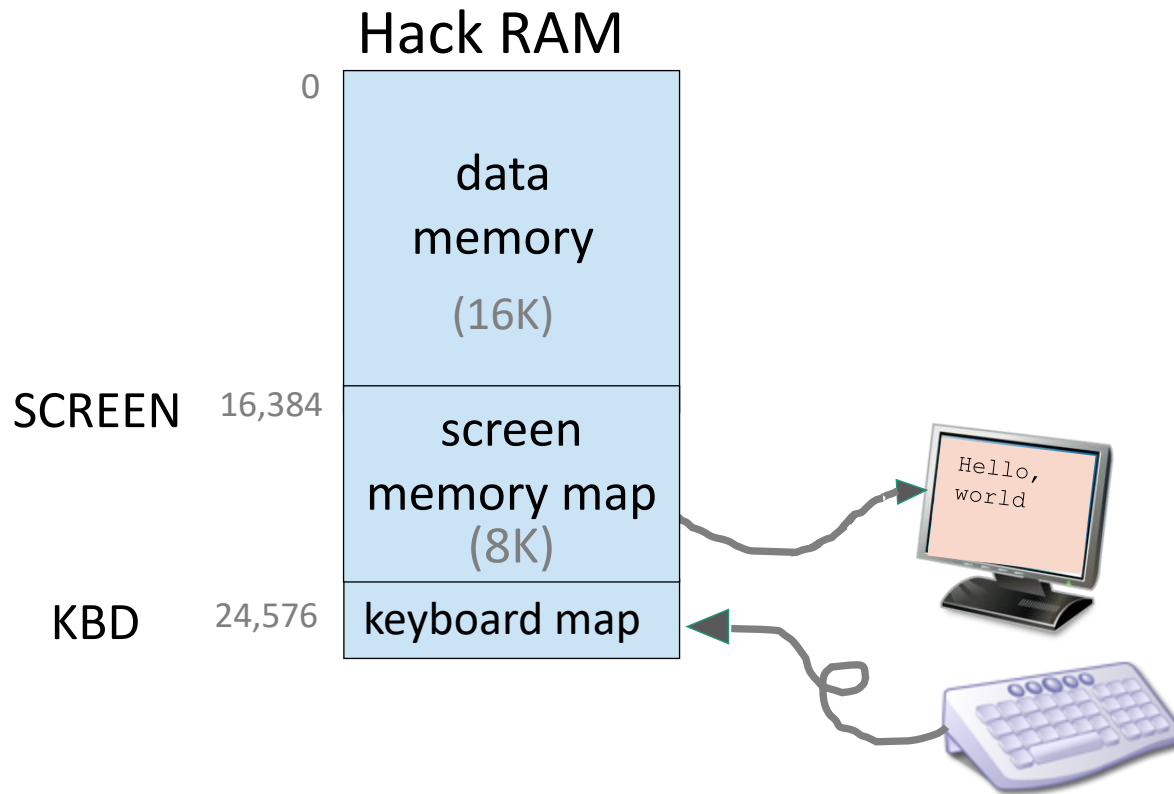 Hack RAM
0
data
memory
(16K)
SCREEN 16,384
screen
memory map
(8K)
Hello,
world
KBD 24,576 keyboard map